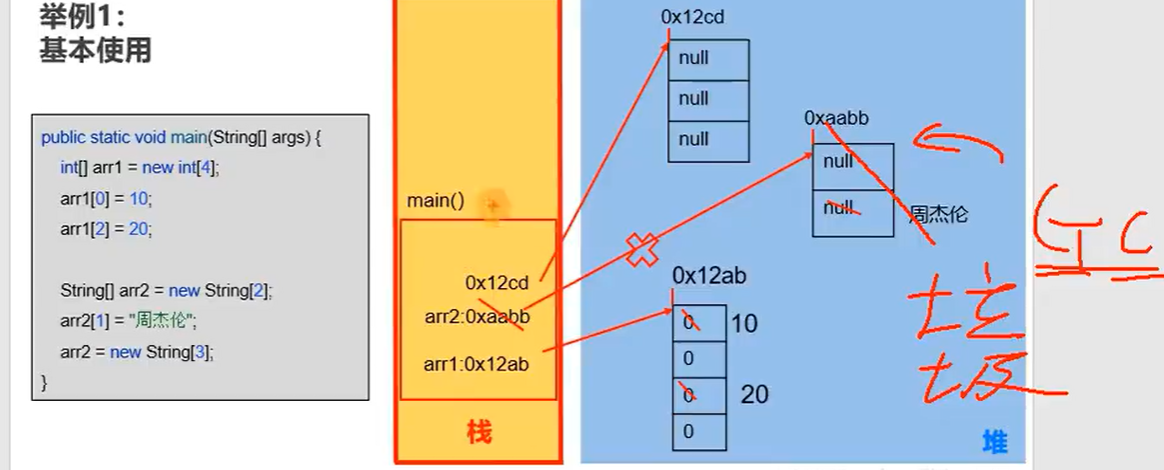 举例1：
基本使用
public static void main(String[] args) {
int[] arr1 = new int[4];
arr1[0] = 10;
arr1[2] = 20;
String[] arr2 = new String[2];
arr2[1] = "周杰伦";
arr2 = new String[3];
}
main()
0x12cd
arr2:0xaabb
arr1:0x12ab
栈
0x12cd
null
null
null
0xaabb
null
null
周杰伦
0x12ab
0
10
0
0
20
0
堆
GC
垃
圾